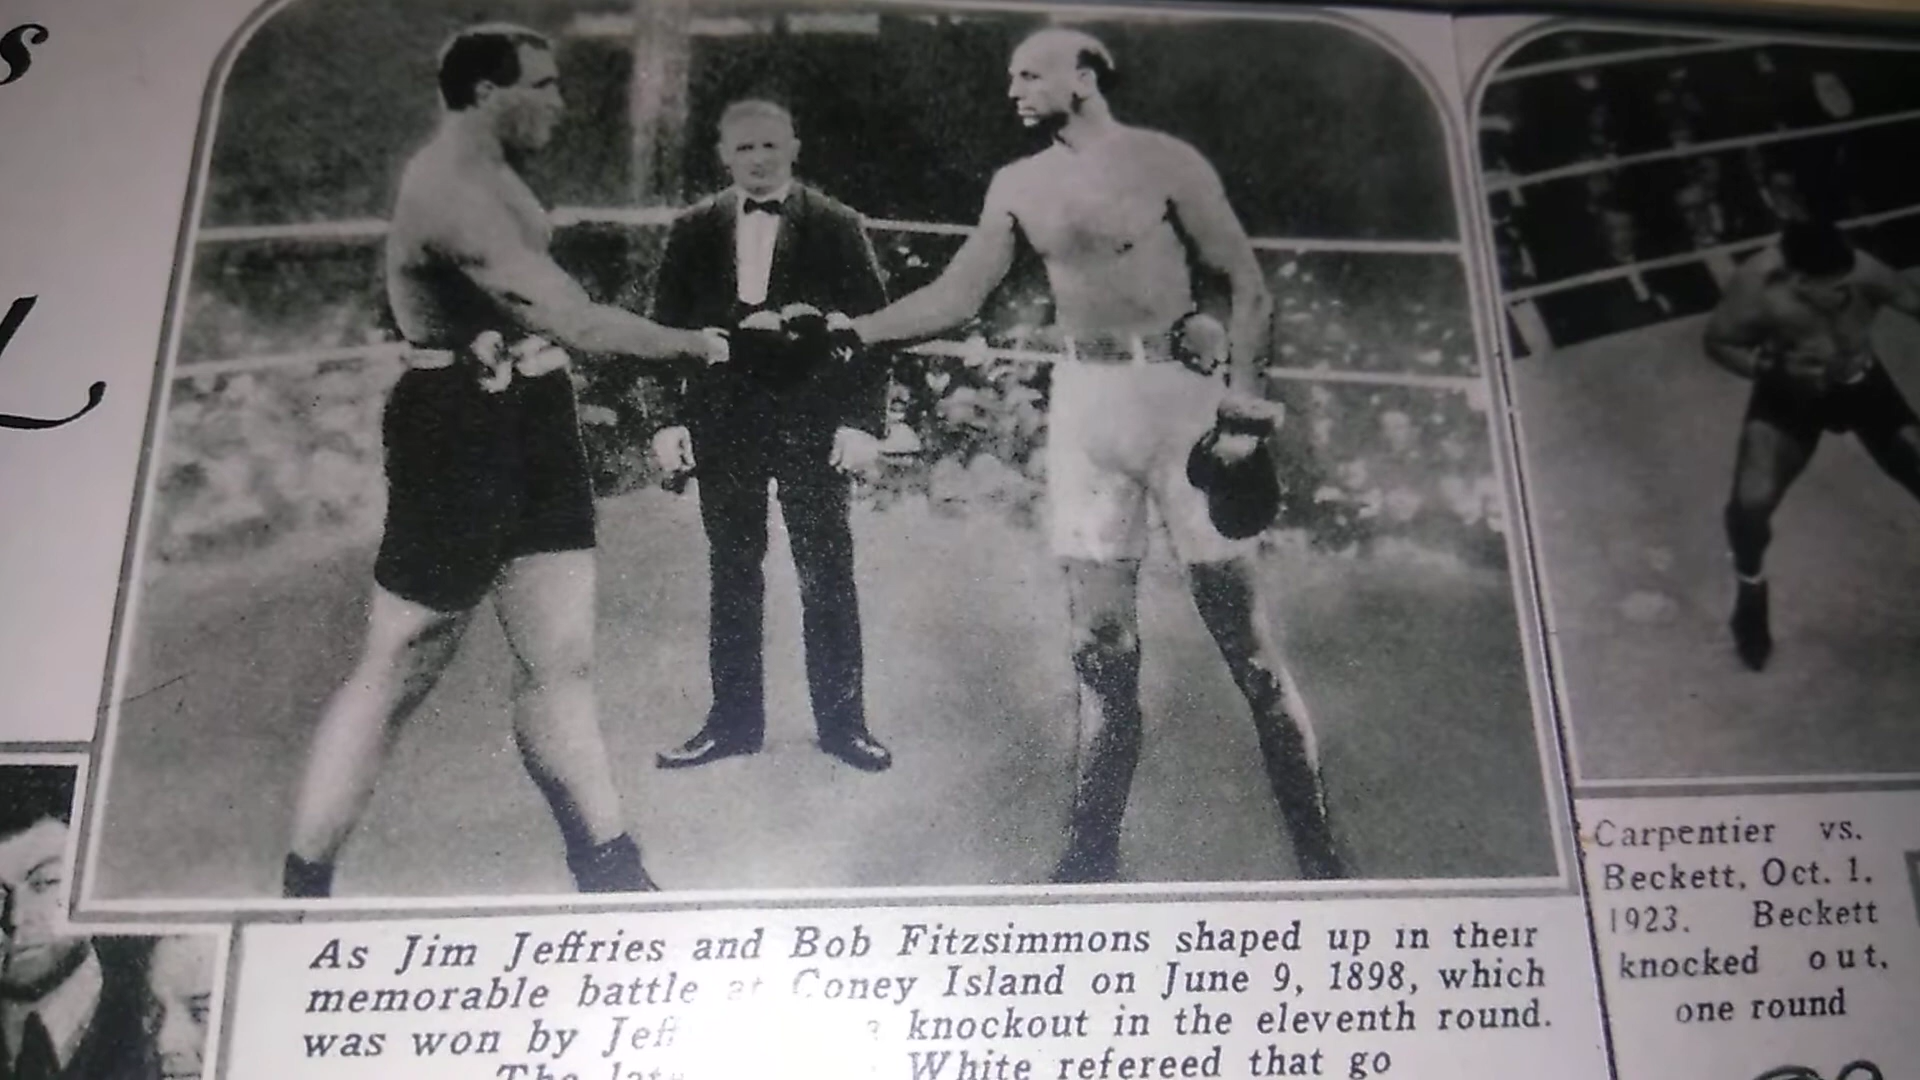 As Jim Jeffries and Bob Fitzsimmons shaped up in their
memorable battle at Coney Island on June 9, 1898, which
was won by knockout in the eleventh round.
The White refereed that go
Carpentier vs.
Beckett, Oct. 1.
1923. Beckett
knocked out.
one round